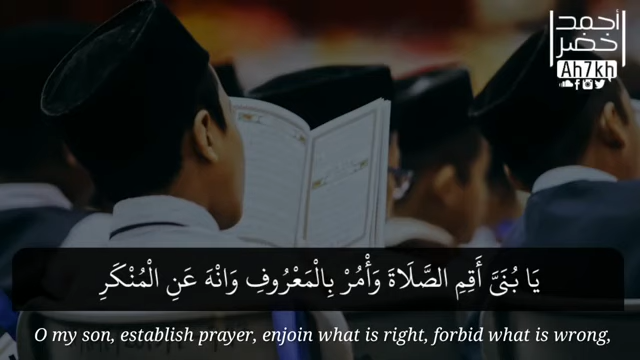 أحمد
خضر
Ah7kh
يَا بُنَيَّ أَقِمِ الصَّلَاةَ وَأْمُرْ بِالْمَعْرُوفِ وَانْهَ عَنِ الْمُنْكَرِ
O my son, establish prayer, enjoin what is right, forbid what is wrong,